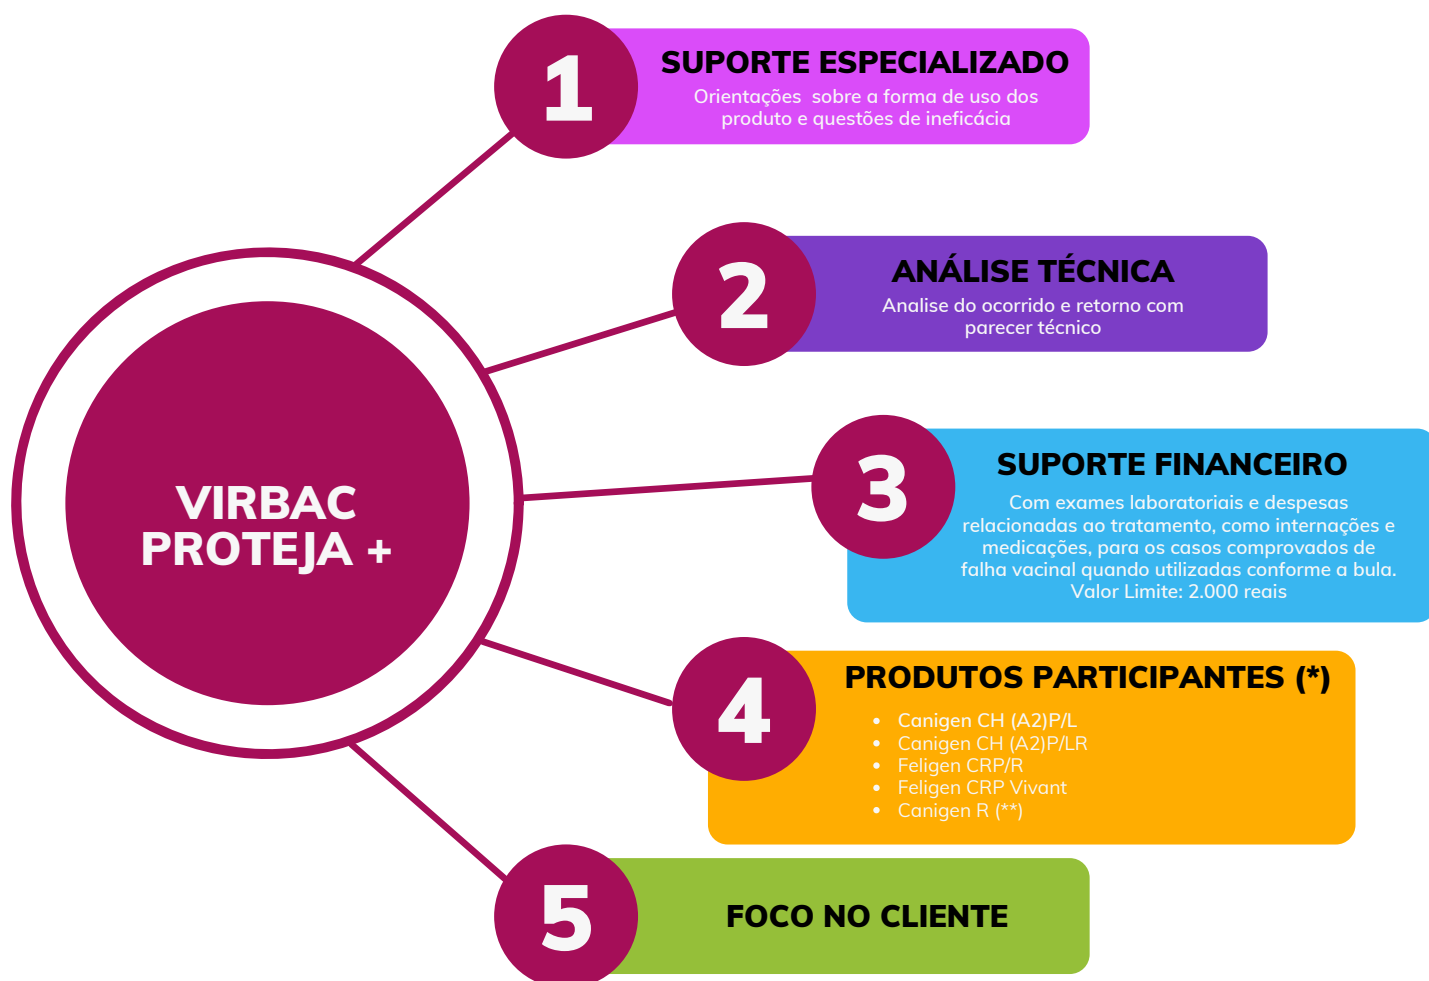 1
SUPORTE ESPECIALIZADO
Orientações  sobre a forma de uso dos
produto e questões de ineficácia
2
ANÁLISE TÉCNICA
Analise do ocorrido e retorno com
parecer técnico
VIRBAC
PROTEJA +
3
SUPORTE FINANCEIRO
Com exames laboratoriais e despesas
relacionadas ao tratamento, como internações e
medicações, para os casos comprovados de
falha vacinal quando utilizadas conforme a bula.
Valor Limite: 2.000 reais
4
PRODUTOS PARTICIPANTES (*)
• Canigen CH (A2)P/L
• Canigen CH (A2)P/LR
• Feligen CRP/R
• Feligen CRP Vivant
• Canigen R (**)
5
FOCO NO CLIENTE